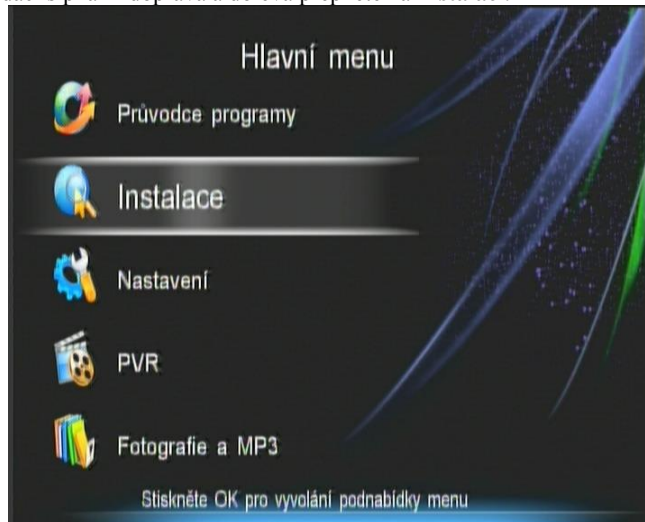 Hlavní menu
Průvodce programy
Instalace
Nastavení
PVR
Fotografie a MP3
Stiskněte OK pro vyvolání podnabídky menu